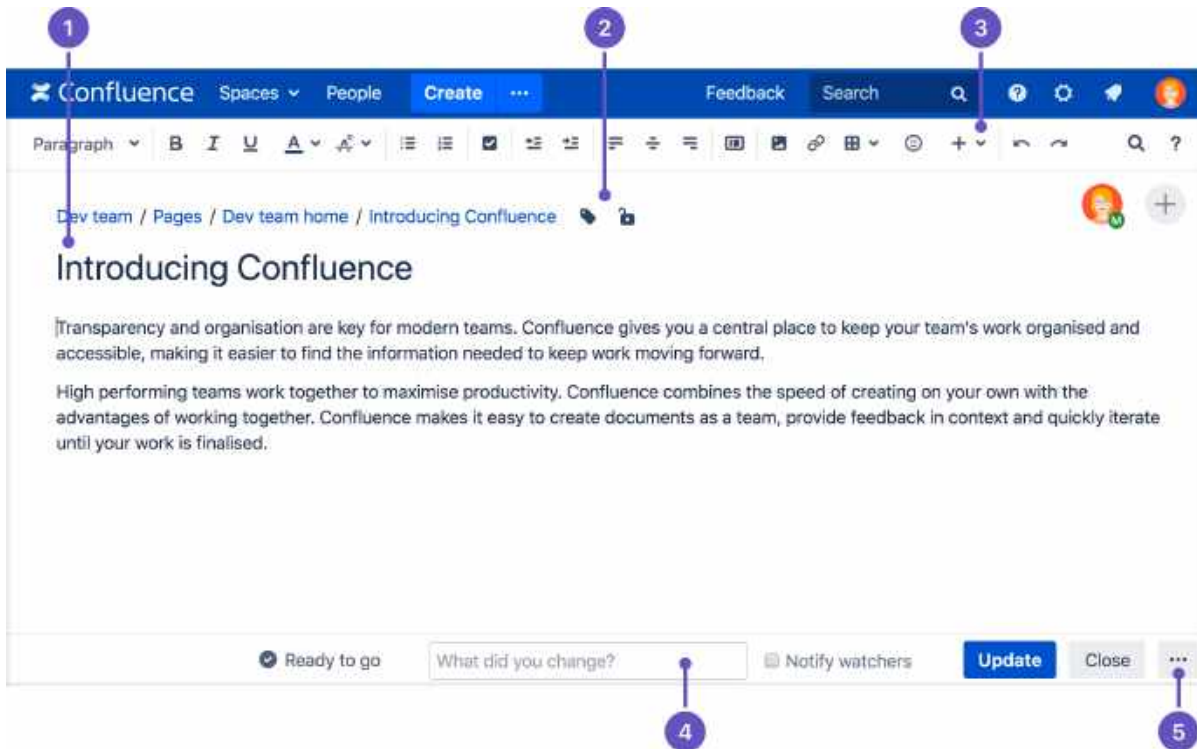 1 2 3
Confluence Spaces People Create ... Feedback Search ?
Paragraph B I U A A ?
Dev team / Pages / Dev team home / Introducing Confluence
M
Introducing Confluence
Transparency and organisation are key for modern teams. Confluence gives you a central place to keep your team's work organised and
accessible, making it easier to find the information needed to keep work moving forward.
High performing teams work together to maximise productivity. Confluence combines the speed of creating on your own with the
advantages of working together. Confluence makes it easy to create documents as a team, provide feedback in context and quickly iterate
until your work is finalised.
Ready to go What did you change? Notify watchers Update Close ...
4 5